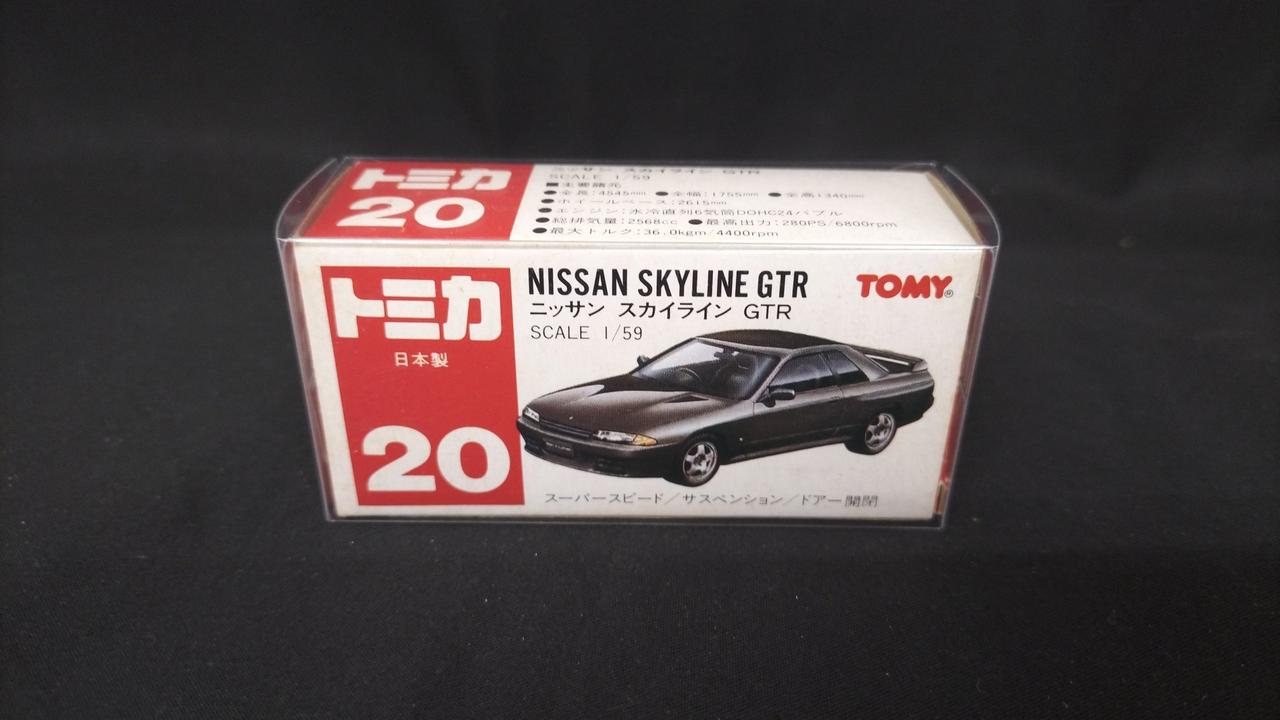 トミカ
20
ニッサン スカイライン GTR
SCALE 1/59
■主要諸元
●全長:4545mm ●全幅:1755mm ●全高1340mm
●ホイールベース:2615mm
●エンジン:水冷直列6気筒DOHC24バブル
●総排気量:2568cc ●最高出力:280PS/6800rpm
●最大トルク:36.0kgm/4400rpm
トミカ
日本製
20
NISSAN SKYLINE GTR
ニッサン スカイライン GTR
SCALE 1/59
TOMY®
スーパースピード/サスペンション/ドアー開閉